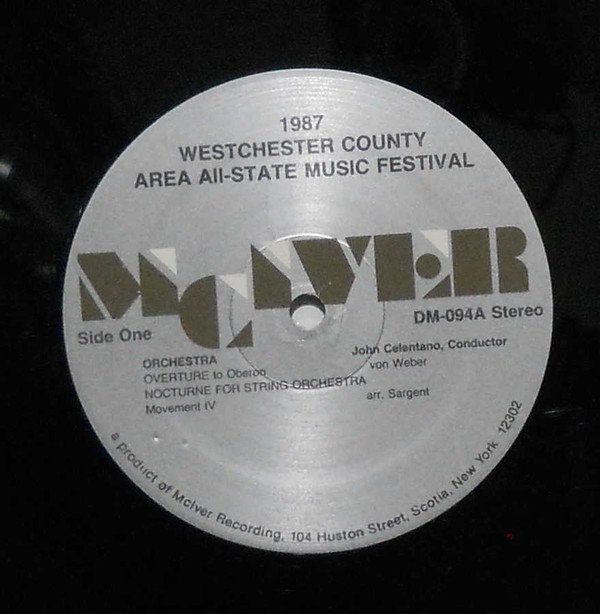 1987
WESTCHESTER COUNTY
AREA All-STATE MUSIC FESTIVAL
McIVER
Side One
DM-094A Stereo
ORCHESTRA
John Celentano, Conductor
OVERTURE to Oberon
von Weber
NOCTURNE FOR STRING ORCHESTRA
arr. Sargent
Movement IV
a product of McIver Recording, 104 Huston Street, Scotia, New York 12302